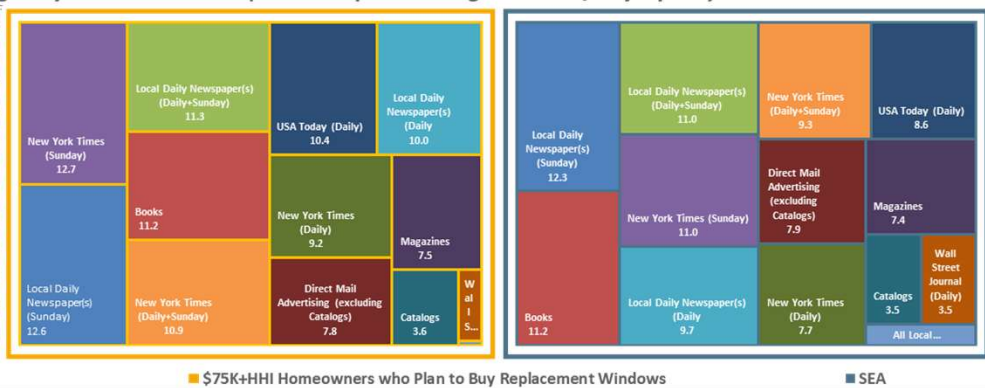 New York Times
(Sunday)
12.7
Local Daily Newspaper(s)
(Daily+Sunday)
11.3
USA Today (Daily)
10.4
Local Daily
Newspaper(s)
(Daily
10.0
Local Daily
Newspaper(s)
(Sunday)
12.6
Books
11.2
New York Times
(Daily+Sunday)
10.9
New York Times
(Daily)
9.2
Direct Mail
Advertising (excluding
Catalogs)
7.8
Magazines
7.5
Catalogs
3.6
W
al
l
S...
Local Daily
Newspaper(s)
(Sunday)
12.3
Books
11.2
Local Daily Newspaper(s)
(Daily+Sunday)
11.0
New York Times (Sunday)
11.0
Local Daily Newspaper(s)
(Daily)
9.7
New York Times
(Daily+Sunday)
9.3
Direct Mail
Advertising
(excluding
Catalogs)
7.9
New York Times
(Daily)
7.7
USA Today (Daily)
8.6
Magazines
7.4
Catalogs
3.5
Wall
Street
Journal
(Daily)
3.5
All Local...
$75K+HHI Homeowners who Plan to Buy Replacement Windows
SEA